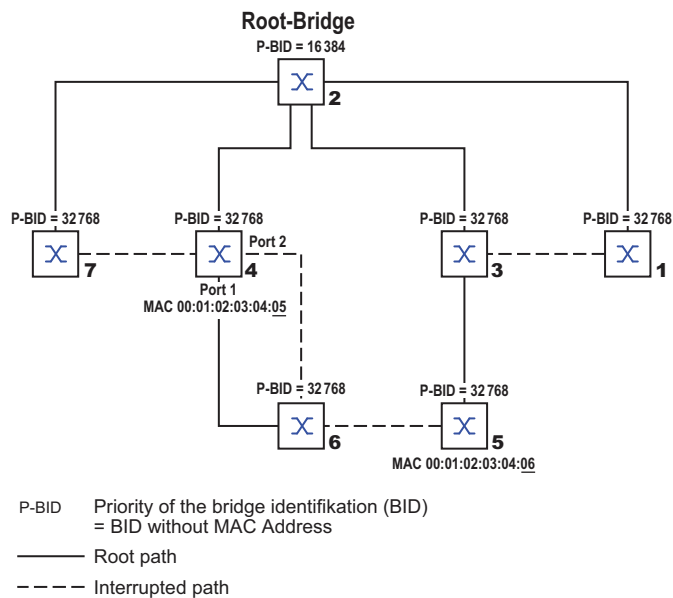 Root-Bridge
P-BID = 16 384
2
P-BID = 32 768
P-BID = 32 768
P-BID = 32 768
P-BID = 32 768
7
Port 2
4
3
1
Port 1
MAC 00:01:02:03:04:05
P-BID = 32 768
P-BID = 32 768
6
5
MAC 00:01:02:03:04:06
P-BID Priority of the bridge identifikation (BID)
= BID without MAC Address
Root path
Interrupted path